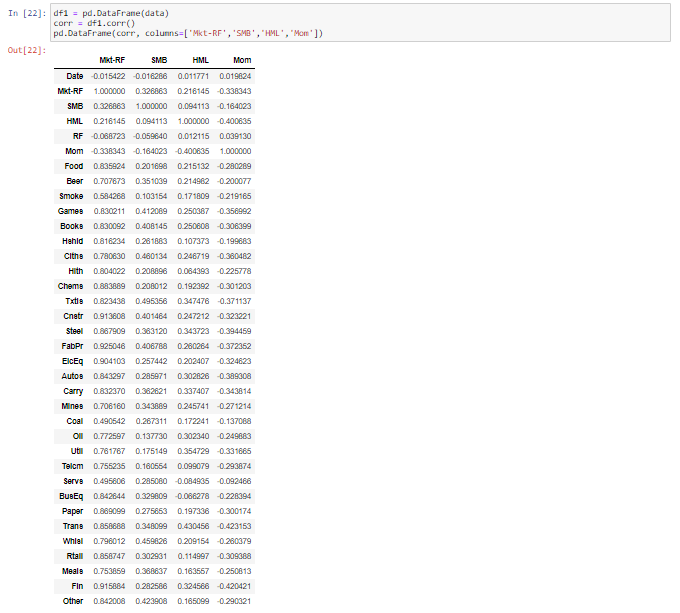 In [22]: df1 = pd.DataFrame(data)
corr = df1.corr()
pd.DataFrame(corr, columns=['Mkt-RF','SMB','HML','Mom'])
Out[22]:
Mkt-RF SMB HML Mom
Date -0.015422 -0.016286 0.011771 0.019824
Mkt-RF 1.000000 0.326863 0.216145 -0.338343
SMB 0.326863 1.000000 0.094113 -0.164023
HML 0.216145 0.094113 1.000000 -0.400635
RF -0.068723 -0.059640 0.012115 0.039130
Mom -0.338343 -0.164023 -0.400635 1.000000
Food 0.835924 0.201698 0.215132 -0.280289
Beer 0.707673 0.351039 0.214982 -0.200077
Smoke 0.584268 0.103154 0.171809 -0.219165
Games 0.830211 0.412089 0.250387 -0.356992
Books 0.830092 0.408145 0.250608 -0.306399
Hshld 0.816234 0.261883 0.107373 -0.199683
Clths 0.780630 0.460134 0.246719 -0.360482
Hlth 0.804022 0.208896 0.064393 -0.225778
Chems 0.883889 0.208012 0.192392 -0.301203
Txtls 0.823438 0.495356 0.347476 -0.371137
Cnstr 0.913608 0.401464 0.247212 -0.323221
Steel 0.867909 0.363120 0.343723 -0.394459
FabPr 0.925046 0.406788 0.260264 -0.372352
ElcEq 0.904103 0.257442 0.202407 -0.324623
Autos 0.843297 0.285971 0.302826 -0.389308
Carry 0.832370 0.362621 0.337407 -0.343814
Mines 0.706160 0.343889 0.245741 -0.271214
Coal 0.490542 0.267311 0.172241 -0.137088
Oil 0.772597 0.137730 0.302340 -0.249883
Util 0.761767 0.175149 0.354729 -0.331665
Telcm 0.755235 0.160554 0.099079 -0.293874
Servs 0.495606 0.285080 -0.084935 -0.092466
BusEq 0.842644 0.329809 -0.066278 -0.228394
Paper 0.869099 0.275653 0.197336 -0.300174
Trans 0.858688 0.348099 0.430456 -0.423153
Whlsl 0.796012 0.459826 0.209154 -0.260379
Rtail 0.858747 0.302931 0.114997 -0.309388
Meals 0.753859 0.368637 0.163557 -0.250813
Fin 0.915884 0.282586 0.324566 -0.420421
Other 0.842008 0.423908 0.165099 -0.290321